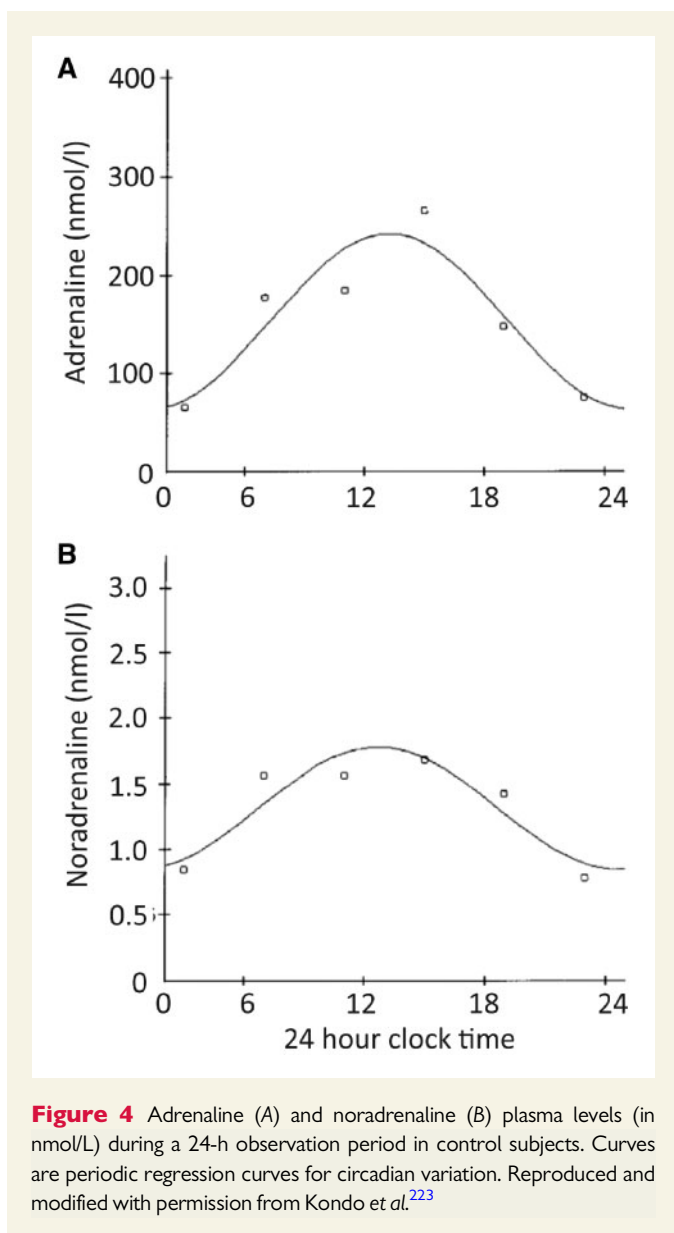 A
400
300
200
100
0
Adrenaline (nmol/l)
0 6 12 18 24
B
3.0
2.5
2.0
1.5
1.0
0.5
0
Noradrenaline (nmol/l)
0 6 12 18 24
24 hour clock time
Figure 4 Adrenaline (A) and noradrenaline (B) plasma levels (in
nmol/L) during a 24-h observation period in control subjects. Curves
are periodic regression curves for circadian variation. Reproduced and
modified with permission from Kondo et al.223